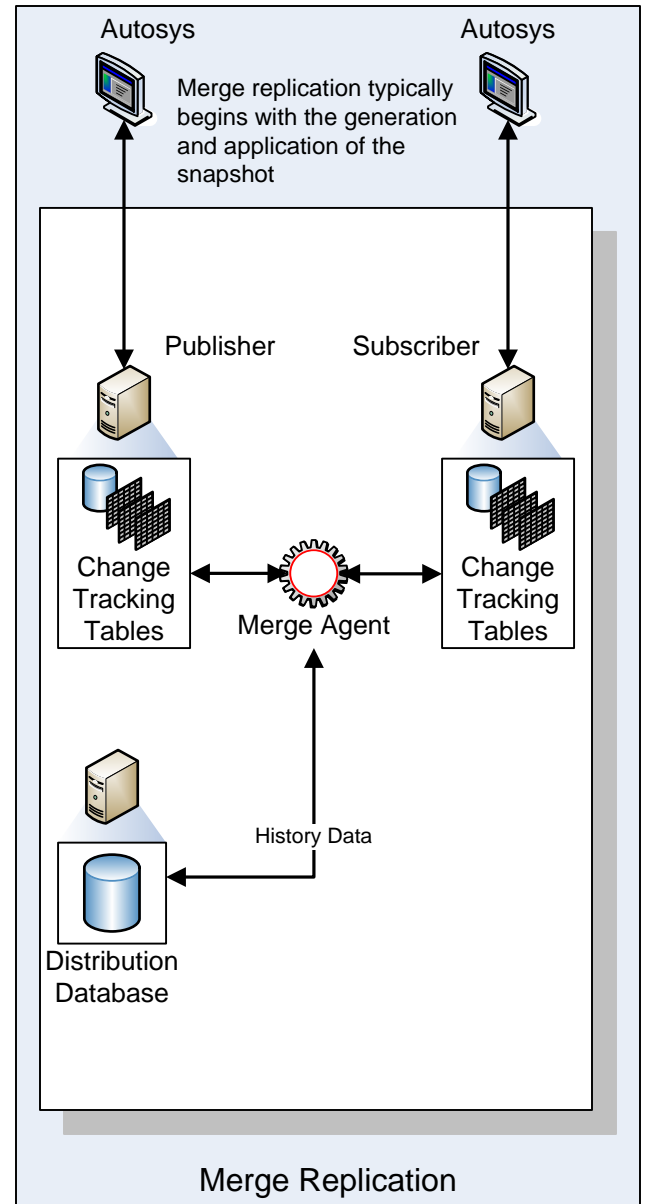 Autosys
Autosys
Merge replication typically
begins with the generation
and application of the
snapshot
Publisher
Subscriber
Change
Tracking
Tables
Merge Agent
Change
Tracking
Tables
History Data
Distribution
Database
Merge Replication